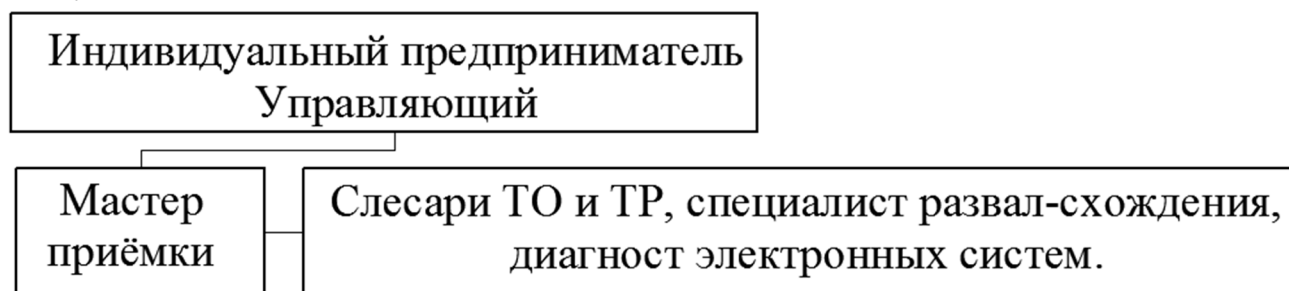 Индивидуальный предприниматель
Управляющий
Мастер
приёмки
Слесари ТО и ТР, специалист развал-схождения,
диагност электронных систем.